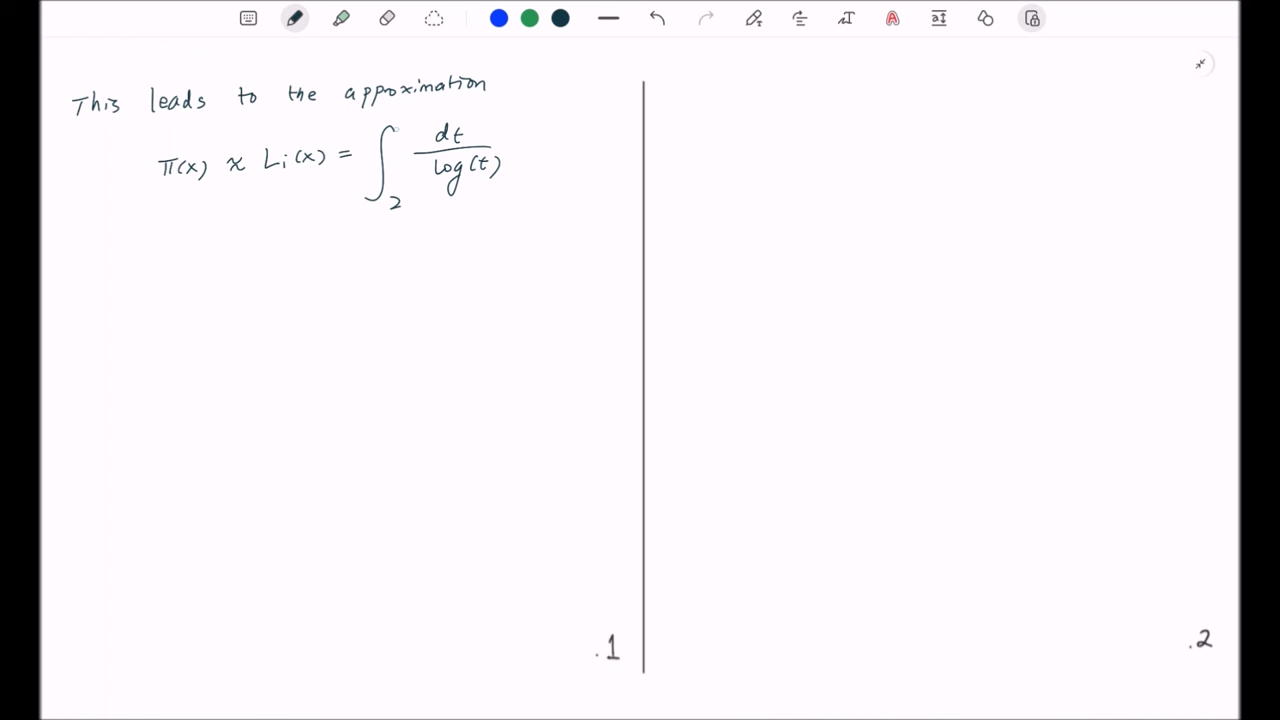 This leads to the approximation
π(x) ≈ Li(x) = ∫₂ dt/log(t)
.1
.2